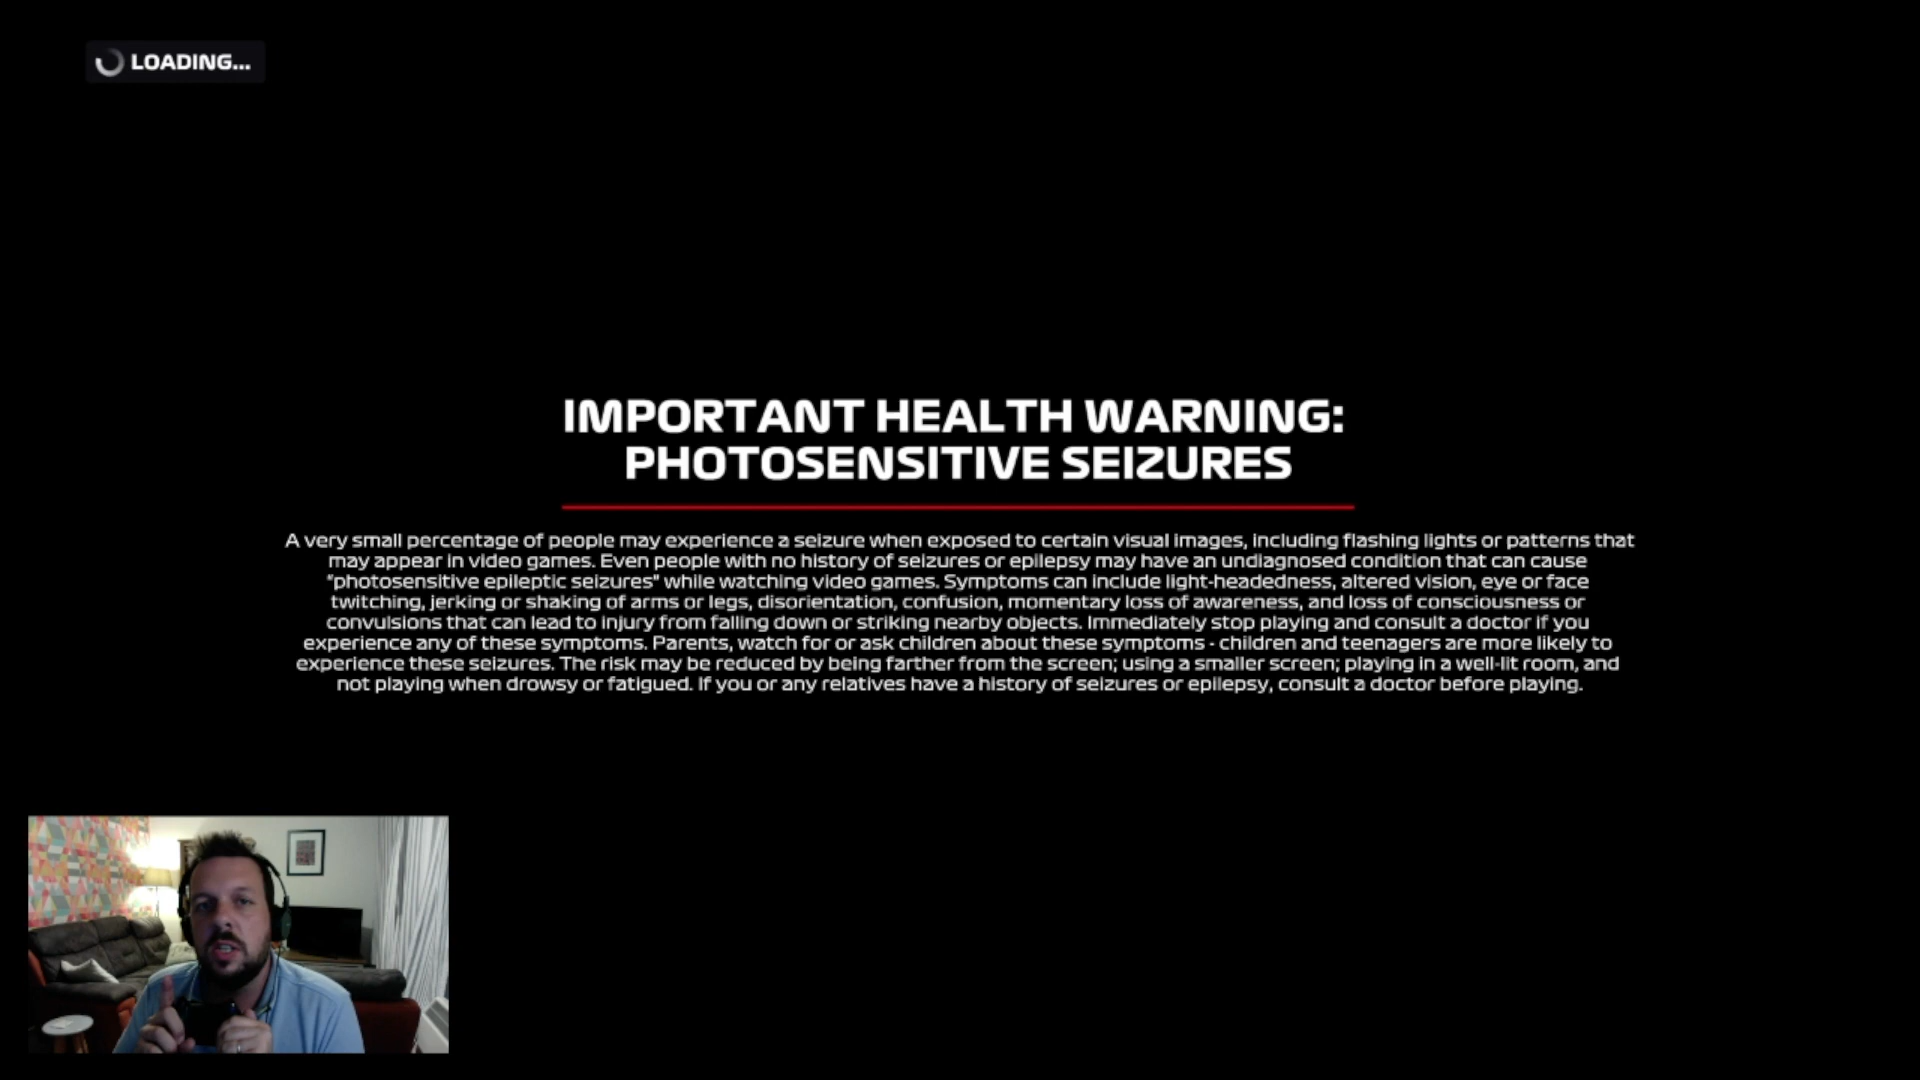 LOADING...
IMPORTANT HEALTH WARNING:
PHOTOSENSITIVE SEIZURES
A very small percentage of people may experience a seizure when exposed to certain visual images, including flashing lights or patterns that
may appear in video games. Even people with no history of seizures or epilepsy may have an undiagnosed condition that can cause
"photosensitive epileptic seizures" while watching video games. Symptoms can include light-headedness, altered vision, eye or face
twitching, jerking or shaking of arms or legs, disorientation, confusion, momentary loss of awareness, and loss of consciousness or
convulsions that can lead to injury from falling down or striking nearby objects. Immediately stop playing and consult a doctor if you
experience any of these symptoms. Parents, watch for or ask children about these symptoms - children and teenagers are more likely to
experience these seizures. The risk may be reduced by being farther from the screen; using a smaller screen; playing in a well-lit room, and
not playing when drowsy or fatigued. If you or any relatives have a history of seizures or epilepsy, consult a doctor before playing.